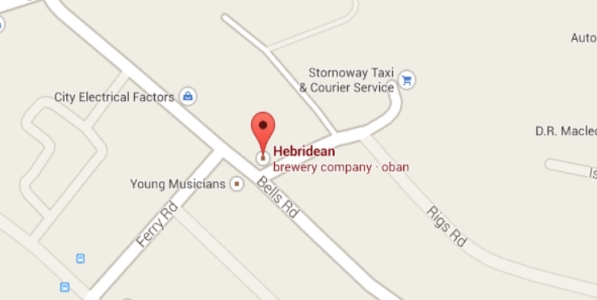 Auto
Stornoway Taxi
& Courier Service
City Electrical Factors
D.R. Macleo
Hebridean
brewery company · oban
Young Musicians
Bells Rd
Ferry Rd
Rigs Rd